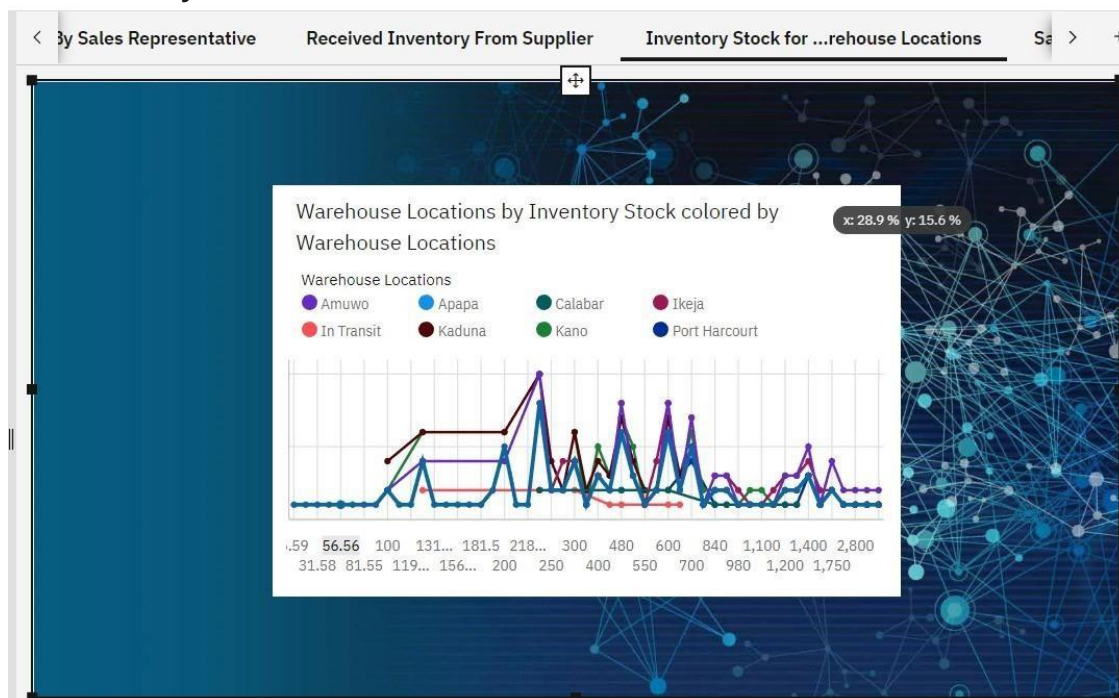 By Sales Representative Received Inventory From Supplier Inventory Stock for ...rehouse Locations
Warehouse Locations by Inventory Stock colored by
Warehouse Locations
x: 28.9 % y: 15.6 %
Warehouse Locations
Amuwo Apapa Calabar Ikeja
In Transit Kaduna Kano Port Harcourt
.59 56.56 100 131... 181.5 218... 300 480 600 840 1,100 1,400 2,800
31.58 81.55 119... 156... 200 250 400 550 700 980 1,200 1,750